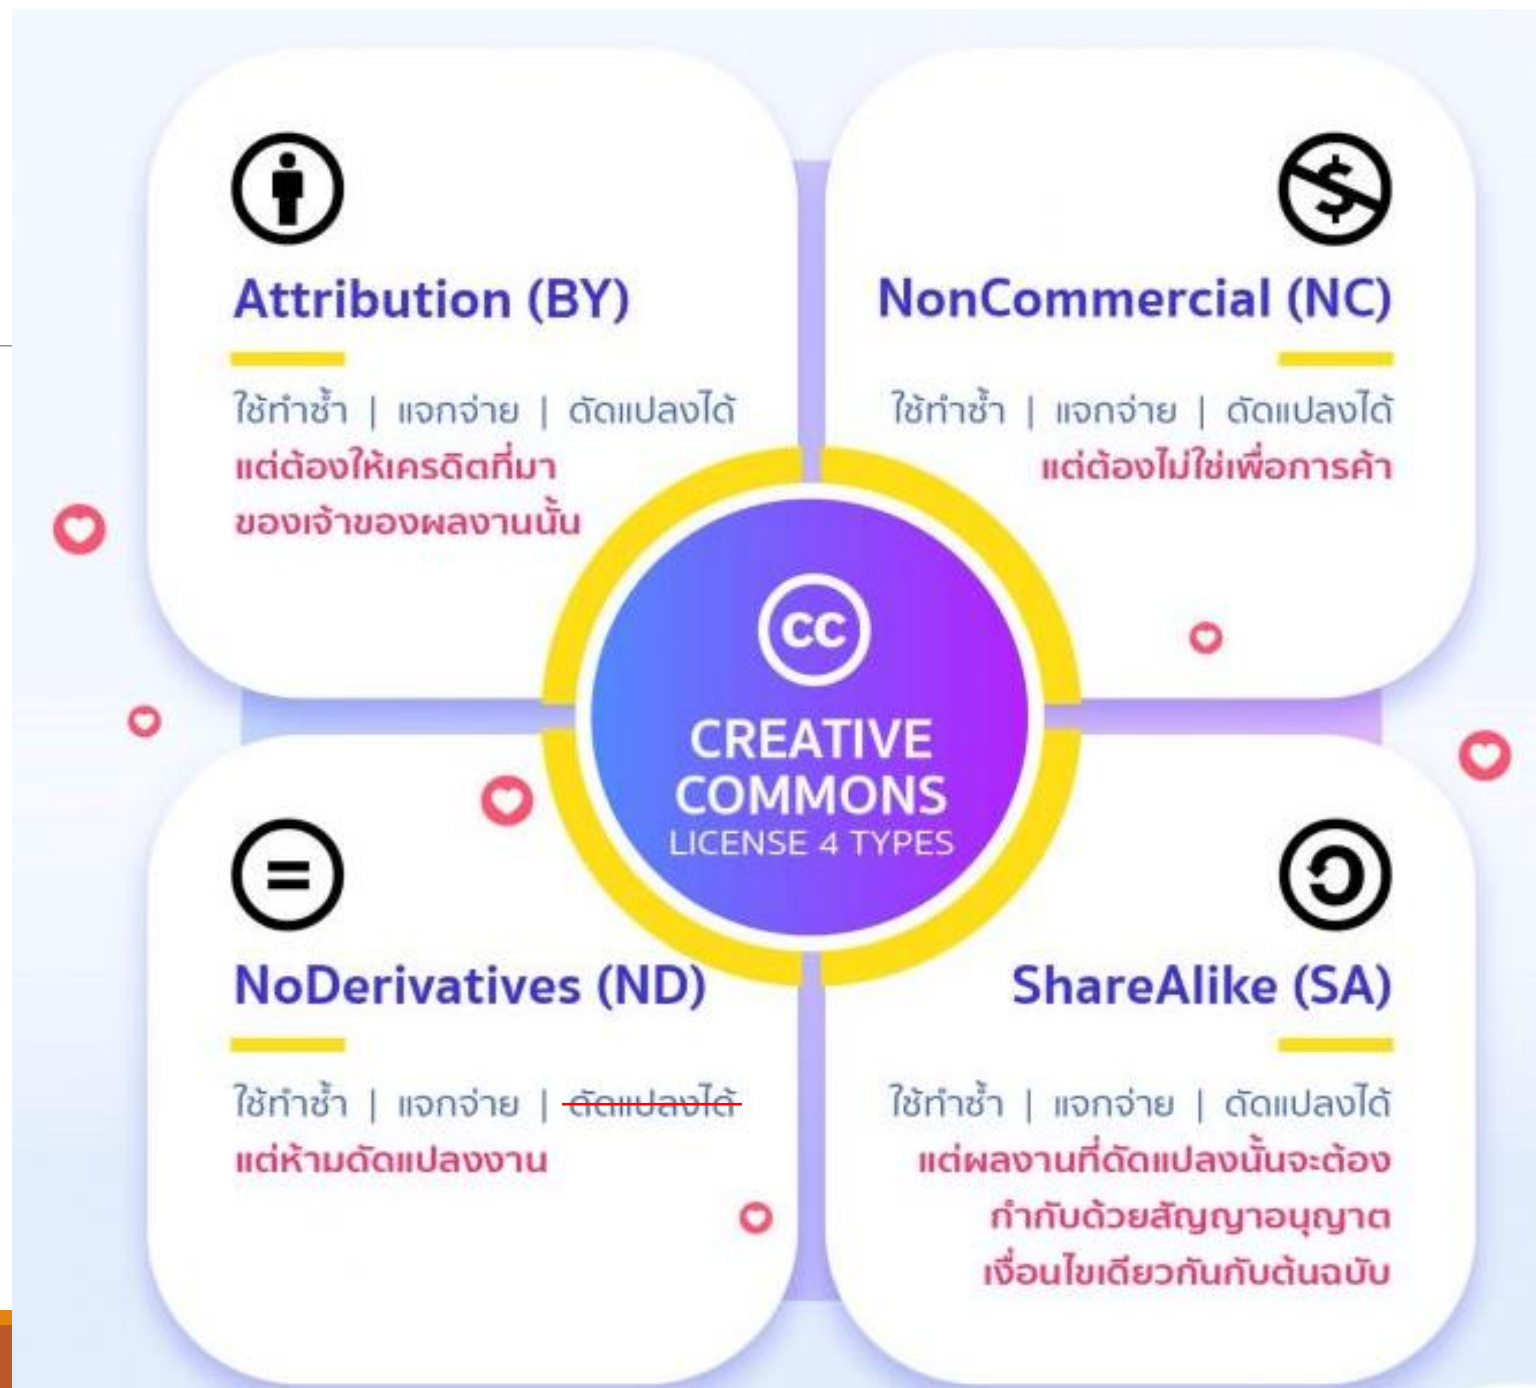 Attribution (BY)
ใช้ทำซ้ำ | แจกจ่าย | ดัดแปลงได้
แต่ต้องให้เครดิตที่มา
ของเจ้าของผลงานนั้น
NonCommercial (NC)
ใช้ทำซ้ำ | แจกจ่าย | ดัดแปลงได้
แต่ต้องไม่ใช่เพื่อการค้า
cc
CREATIVE
COMMONS
LICENSE 4 TYPES
NoDerivatives (ND)
ใช้ทำซ้ำ | แจกจ่าย | ดัดแปลงได้
แต่ห้ามดัดแปลงงาน
ShareAlike (SA)
ใช้ทำซ้ำ | แจกจ่าย | ดัดแปลงได้
แต่ผลงานที่ดัดแปลงนั้นจะต้อง
กำกับด้วยสัญญาอนุญาต
เงื่อนไขเดียวกันกับต้นฉบับ